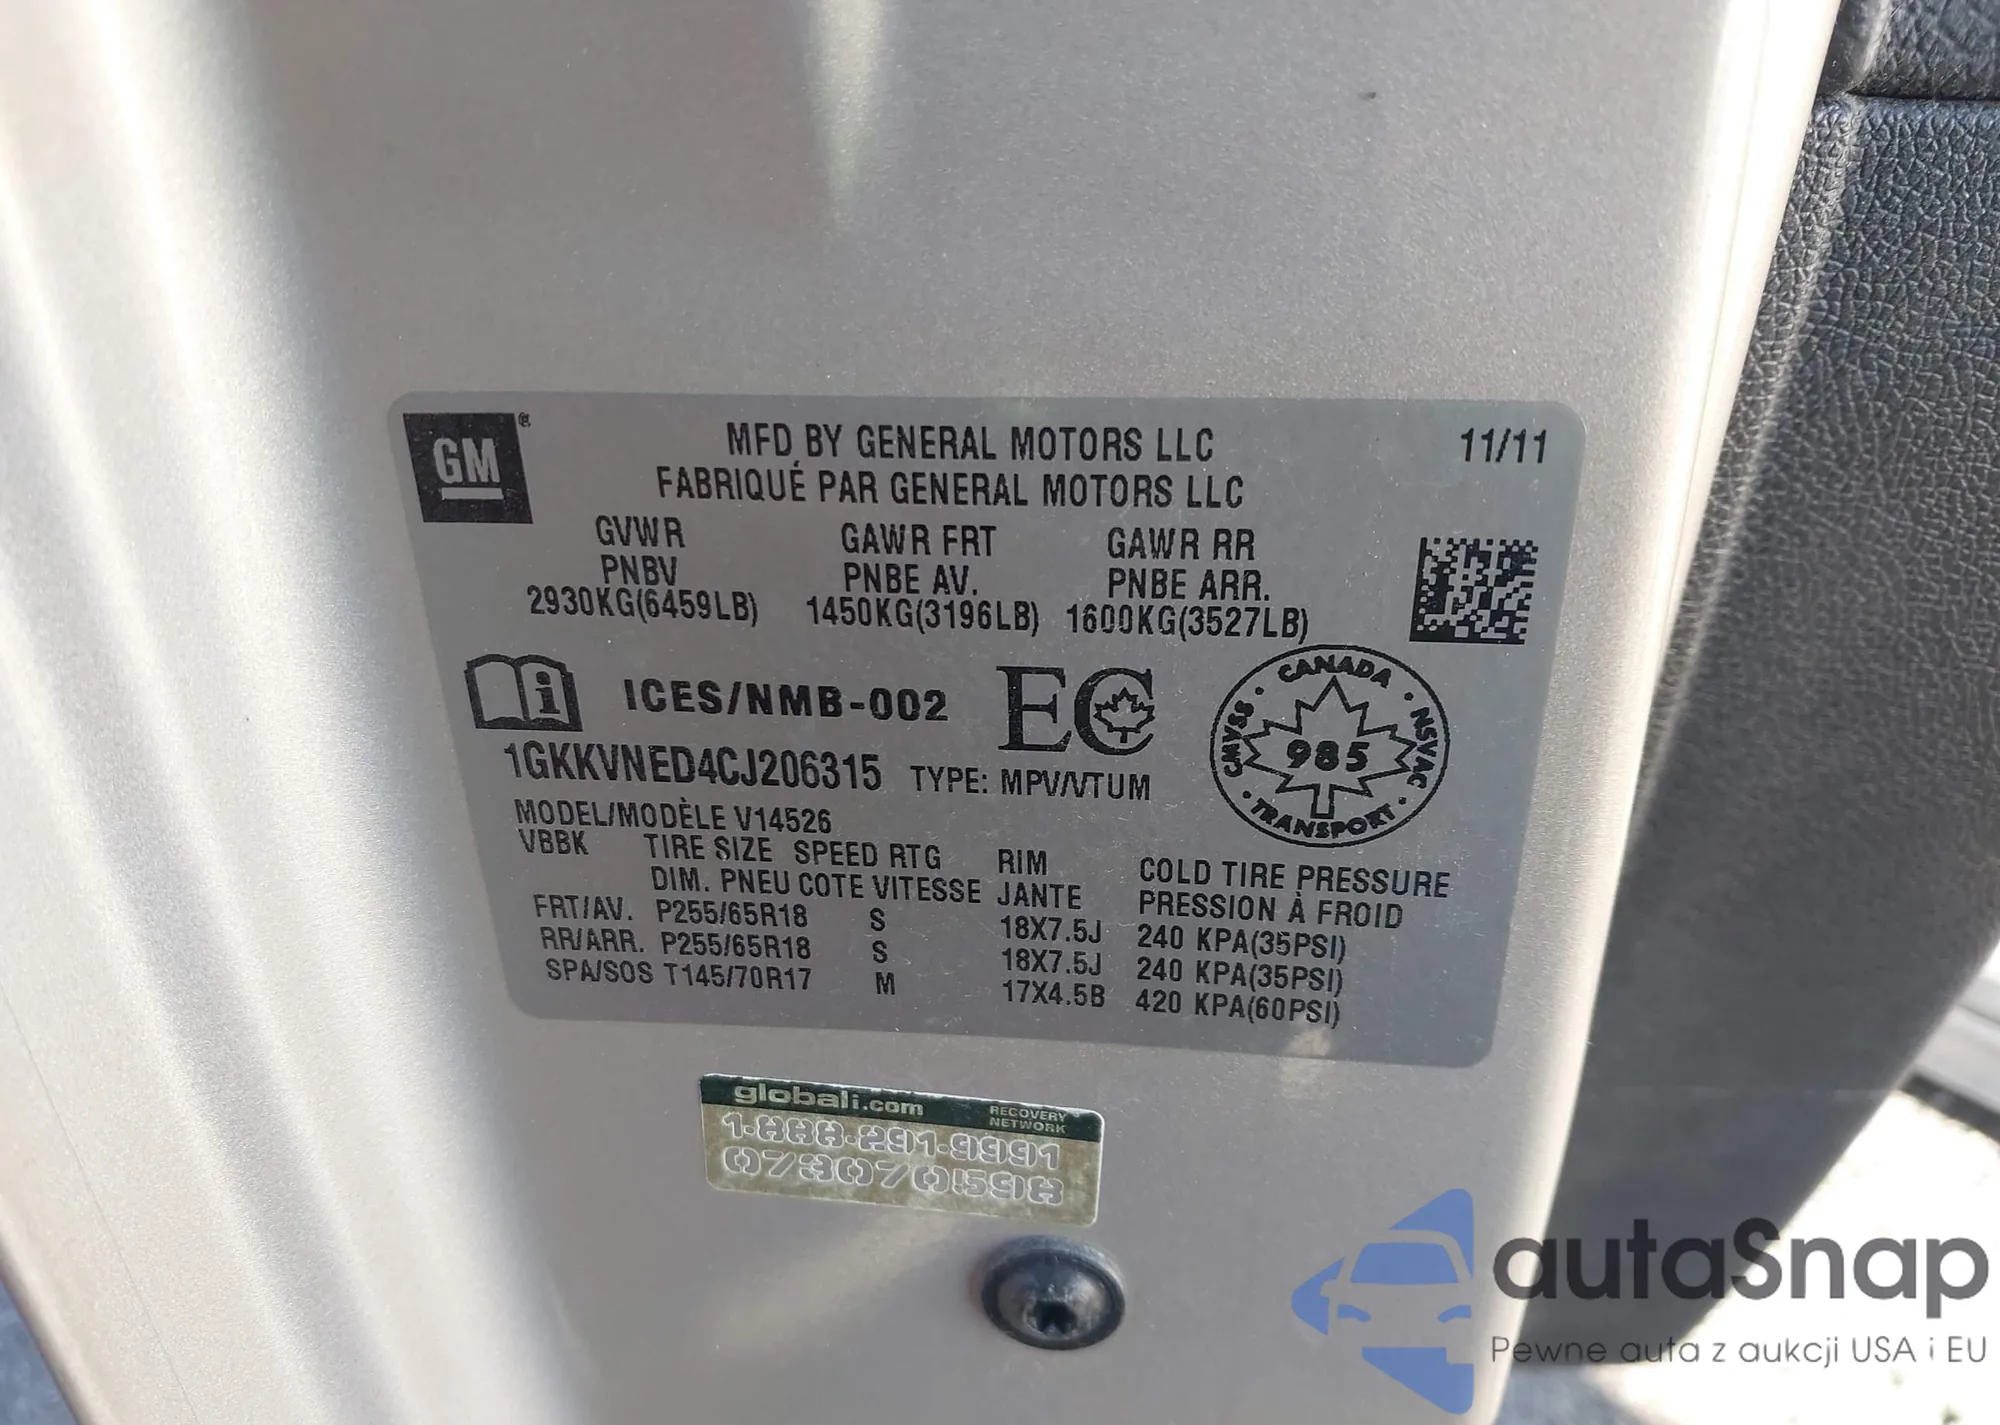 GM®
MFD BY GENERAL MOTORS LLC 11/11
FABRIQUÉ PAR GENERAL MOTORS LLC
GVWR GAWR FRT GAWR RR
PNBV PNBE AV. PNBE ARR.
2930KG(6459LB) 1450KG(3196LB) 1600KG(3527LB)
i ICES/NMB-002 EC
CANADA
CMVSS · 985 · NSVAC
TRANSPORT
1GKKVNED4CJ206315 TYPE: MPV/VTUM
MODEL/MODÈLE V14526
VBBK TIRE SIZE SPEED RTG RIM COLD TIRE PRESSURE
DIM. PNEU COTE VITESSE JANTE PRESSION À FROID
FRT/AV. P255/65R18 S 18X7.5J 240 KPA(35PSI)
RR/ARR. P255/65R18 S 18X7.5J 240 KPA(35PSI)
SPA/SOS T145/70R17 M 17X4.5B 420 KPA(60PSI)
globali.com RECOVERY NETWORK
1-888-291-9991
0730705898
autaSnap
Pewne auta z aukcji USA i EU